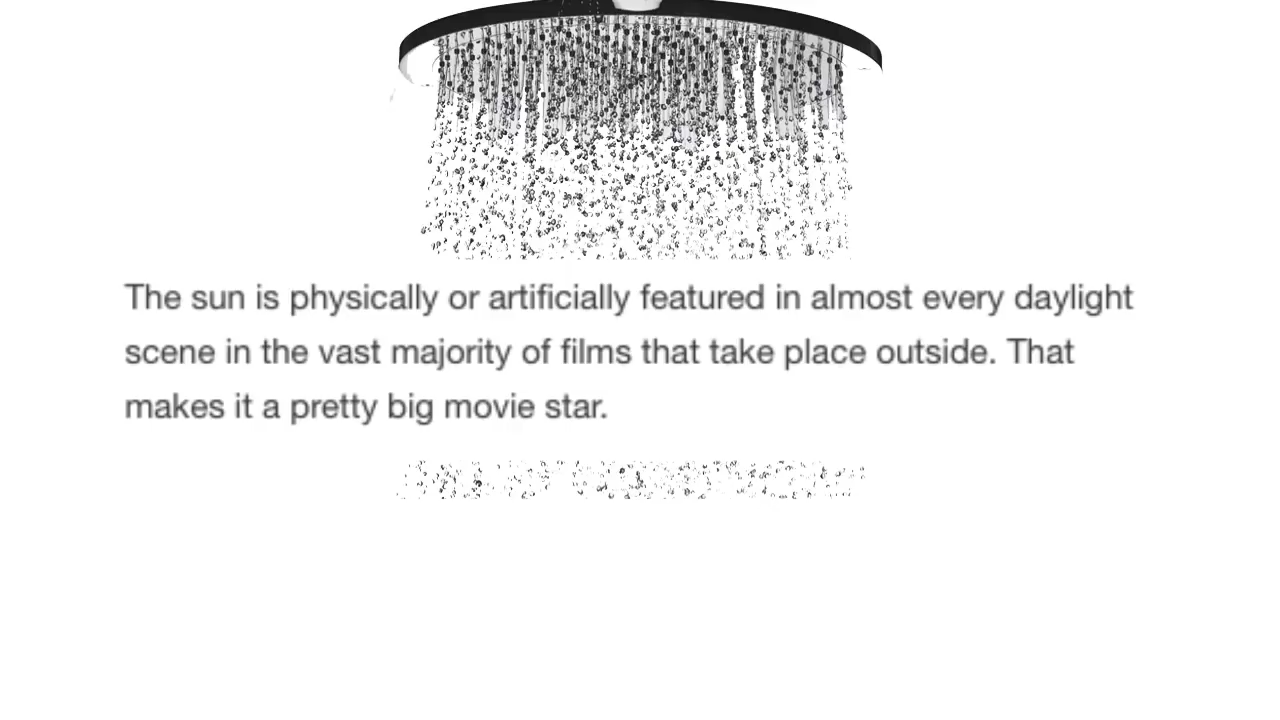 The sun is physically or artificially featured in almost every daylight
scene in the vast majority of films that take place outside. That
makes it a pretty big movie star.